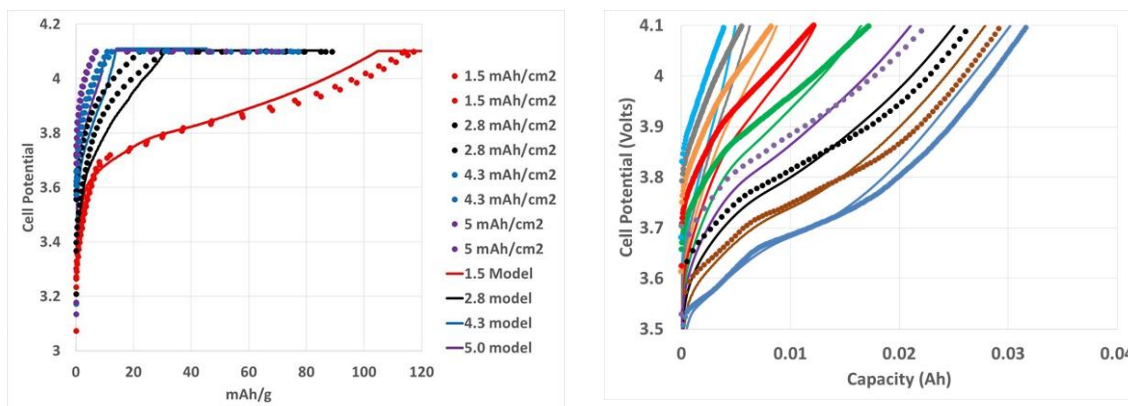 4.2
4
3.8
3.6
3.4
3.2
3
Cell Potential
0 20 40 60 80 100 120
mAh/g
1.5 mAh/cm2
1.5 mAh/cm2
2.8 mAh/cm2
2.8 mAh/cm2
4.3 mAh/cm2
4.3 mAh/cm2
5 mAh/cm2
5 mAh/cm2
1.5 Model
2.8 model
4.3 model
5.0 model
4.1
4.0
3.9
3.8
3.7
3.6
3.5
Cell Potential (Volts)
0 0.01 0.02 0.03 0.04
Capacity (Ah)